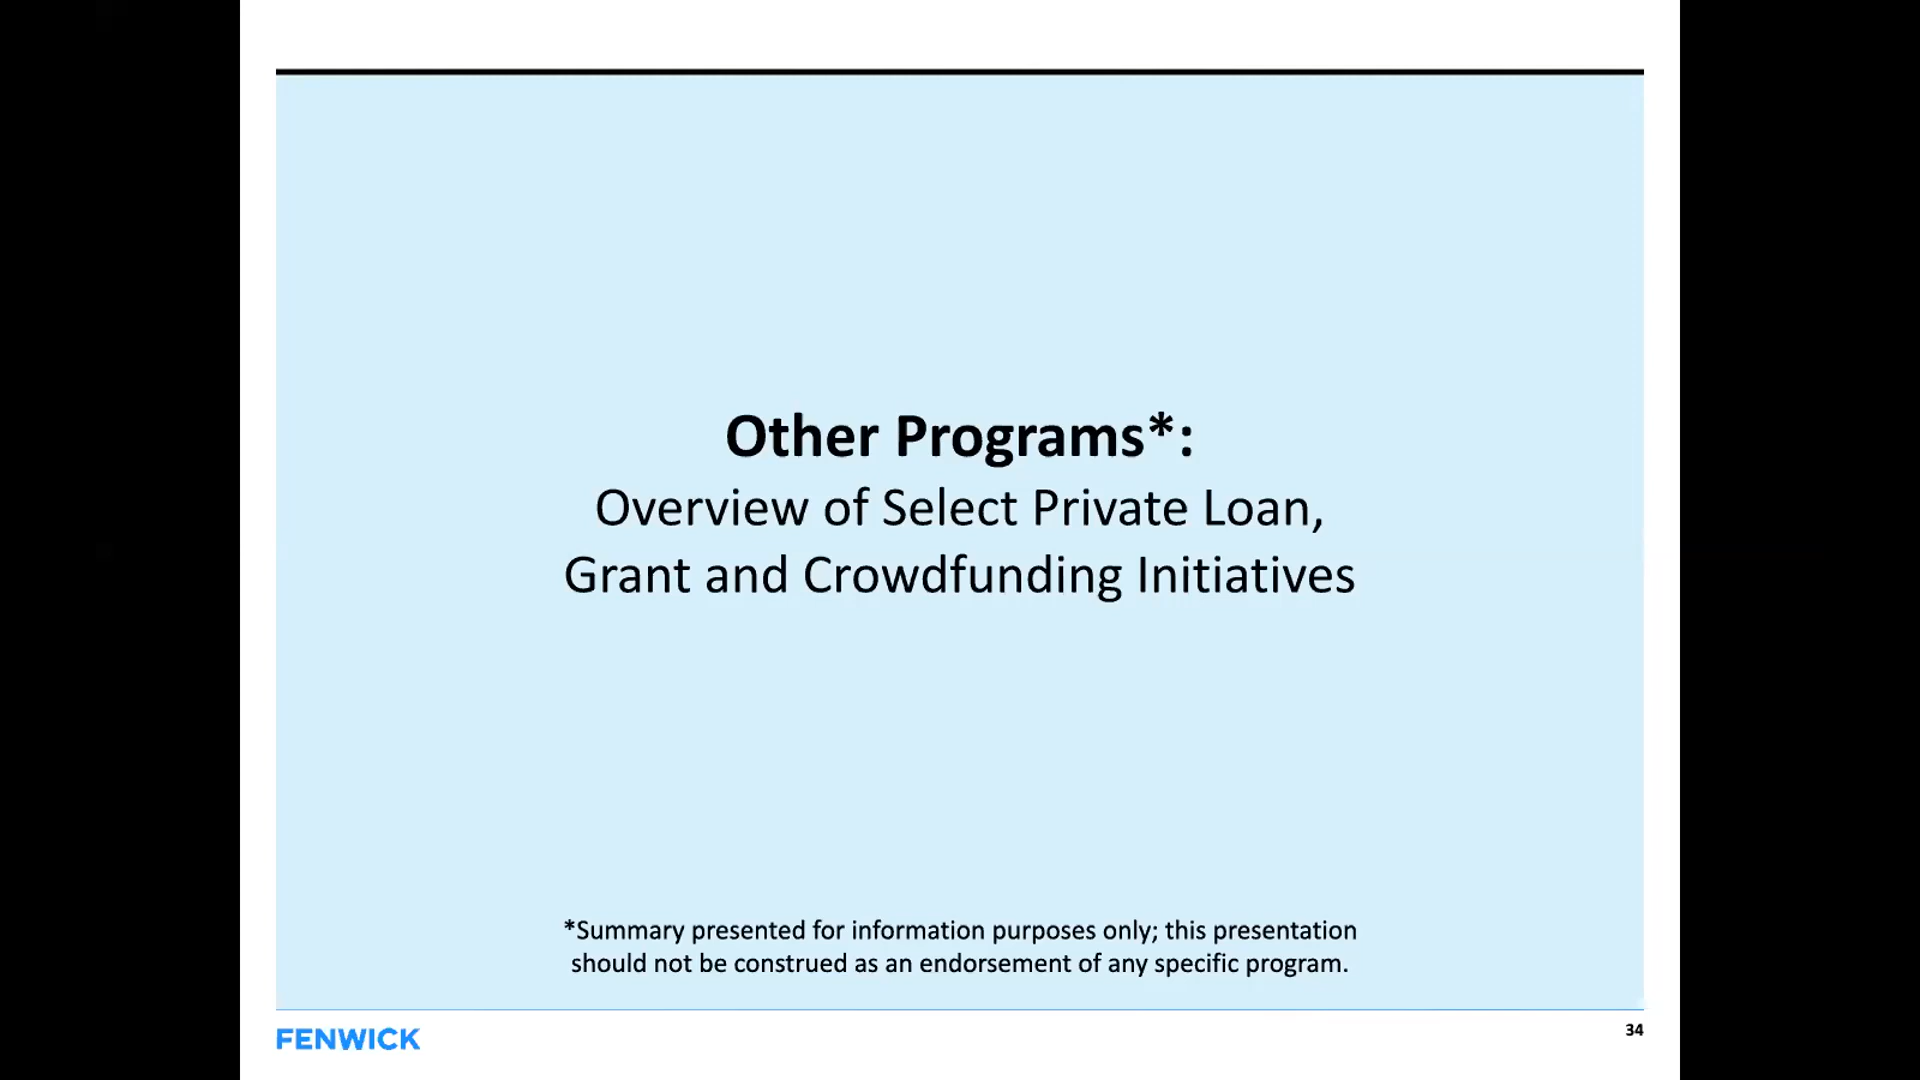 Other Programs*:
Overview of Select Private Loan,
Grant and Crowdfunding Initiatives
*Summary presented for information purposes only; this presentation
should not be construed as an endorsement of any specific program.
FENWICK
34